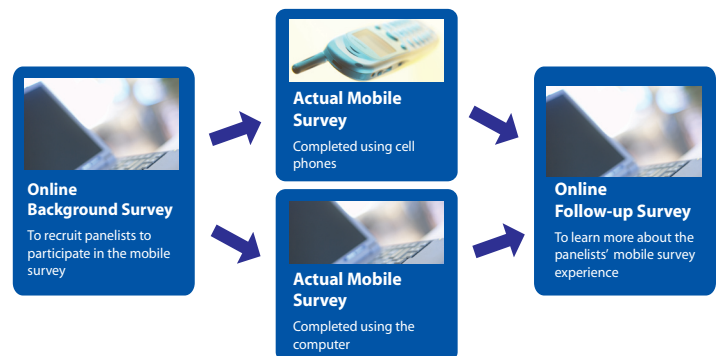 Online
Background Survey
To recruit panelists to
participate in the mobile
survey
Actual Mobile
Survey
Completed using cell
phones
Actual Mobile
Survey
Completed using the
computer
Online
Follow-up Survey
To learn more about the
panelists’ mobile survey
experience